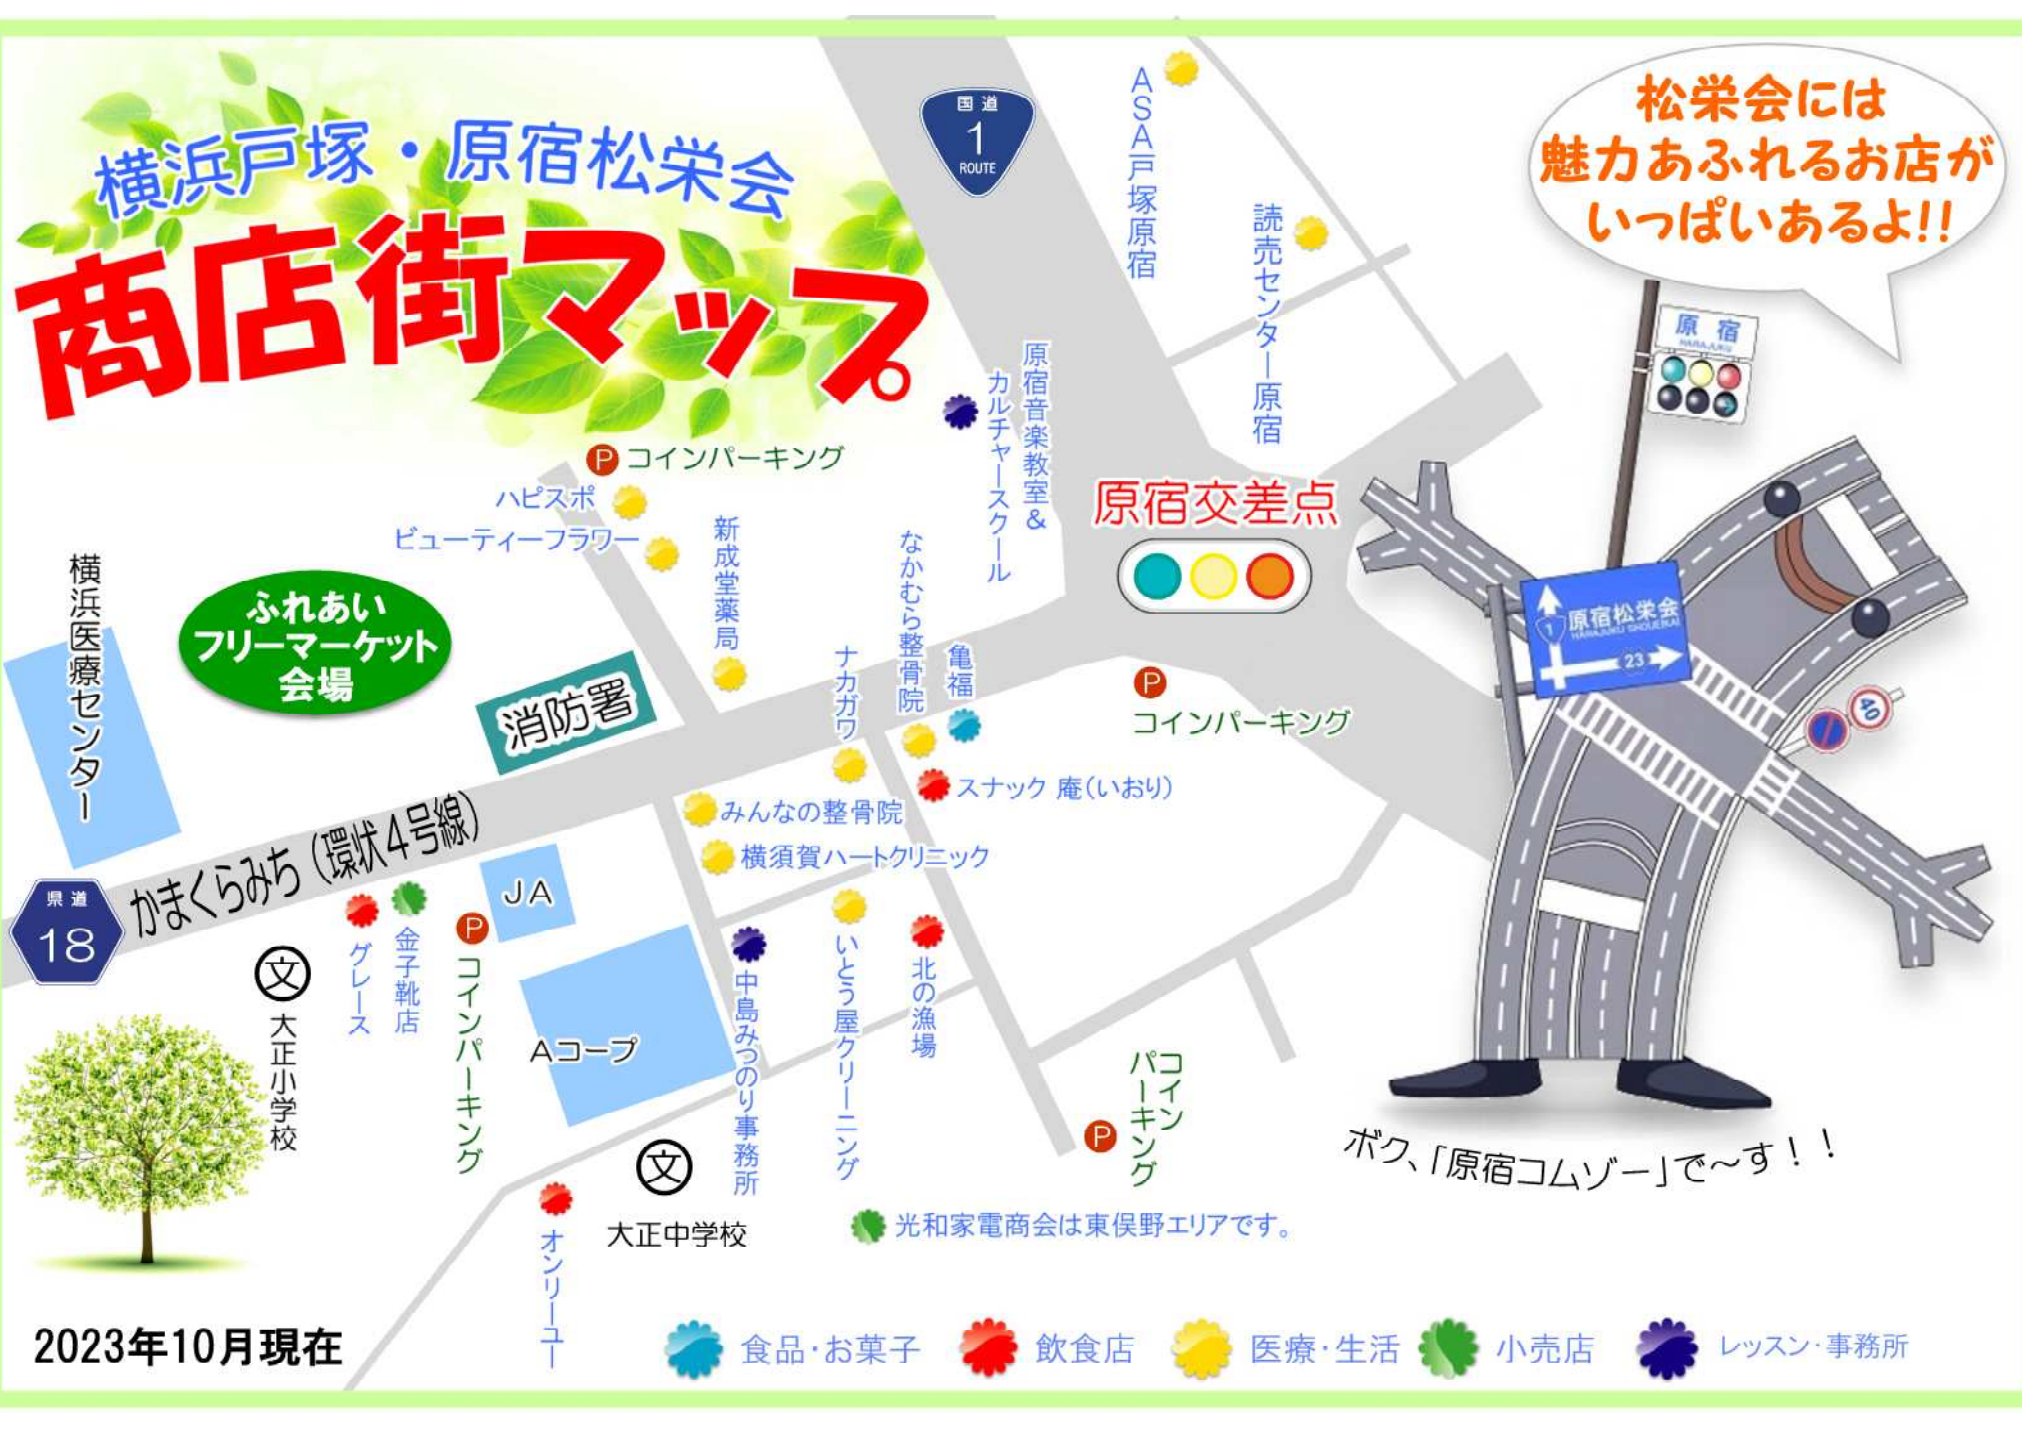 横浜戸塚・原宿松栄会
商店街マップ
国道
1
ROUTE
ASA戸塚原宿
読売センター原宿
松栄会には
魅力あふれるお店が
いっぱいあるよ!!
原宿
HARAJUKU
原宿音楽教室&
カルチャースクール
コインパーキング
ハピスポ
ビューティーフラワー
新成堂薬局
なかむら整骨院
亀福
ナカガワ
原宿交差点
コインパーキング
原宿松栄会
HARAJUKU SHOUEIKAI
1
23
40
横浜医療センター
ふれあい
フリーマーケット
会場
消防署
スナック 庵(いおり)
みんなの整骨院
横須賀ハートクリニック
かまくらみち(環状4号線)
県道
18
JA
文
大正小学校
グレース
金子靴店
コインパーキング
Aコープ
中島みつのり事務所
いとう屋クリーニング
北の漁場
コイン
パーキング
文
大正中学校
オンリーユー
光和家電商会は東俣野エリアです。
ボク、「原宿コムゾー」で〜す!!
2023年10月現在
食品・お菓子
飲食店
医療・生活
小売店
レッスン・事務所
P
P
P
P